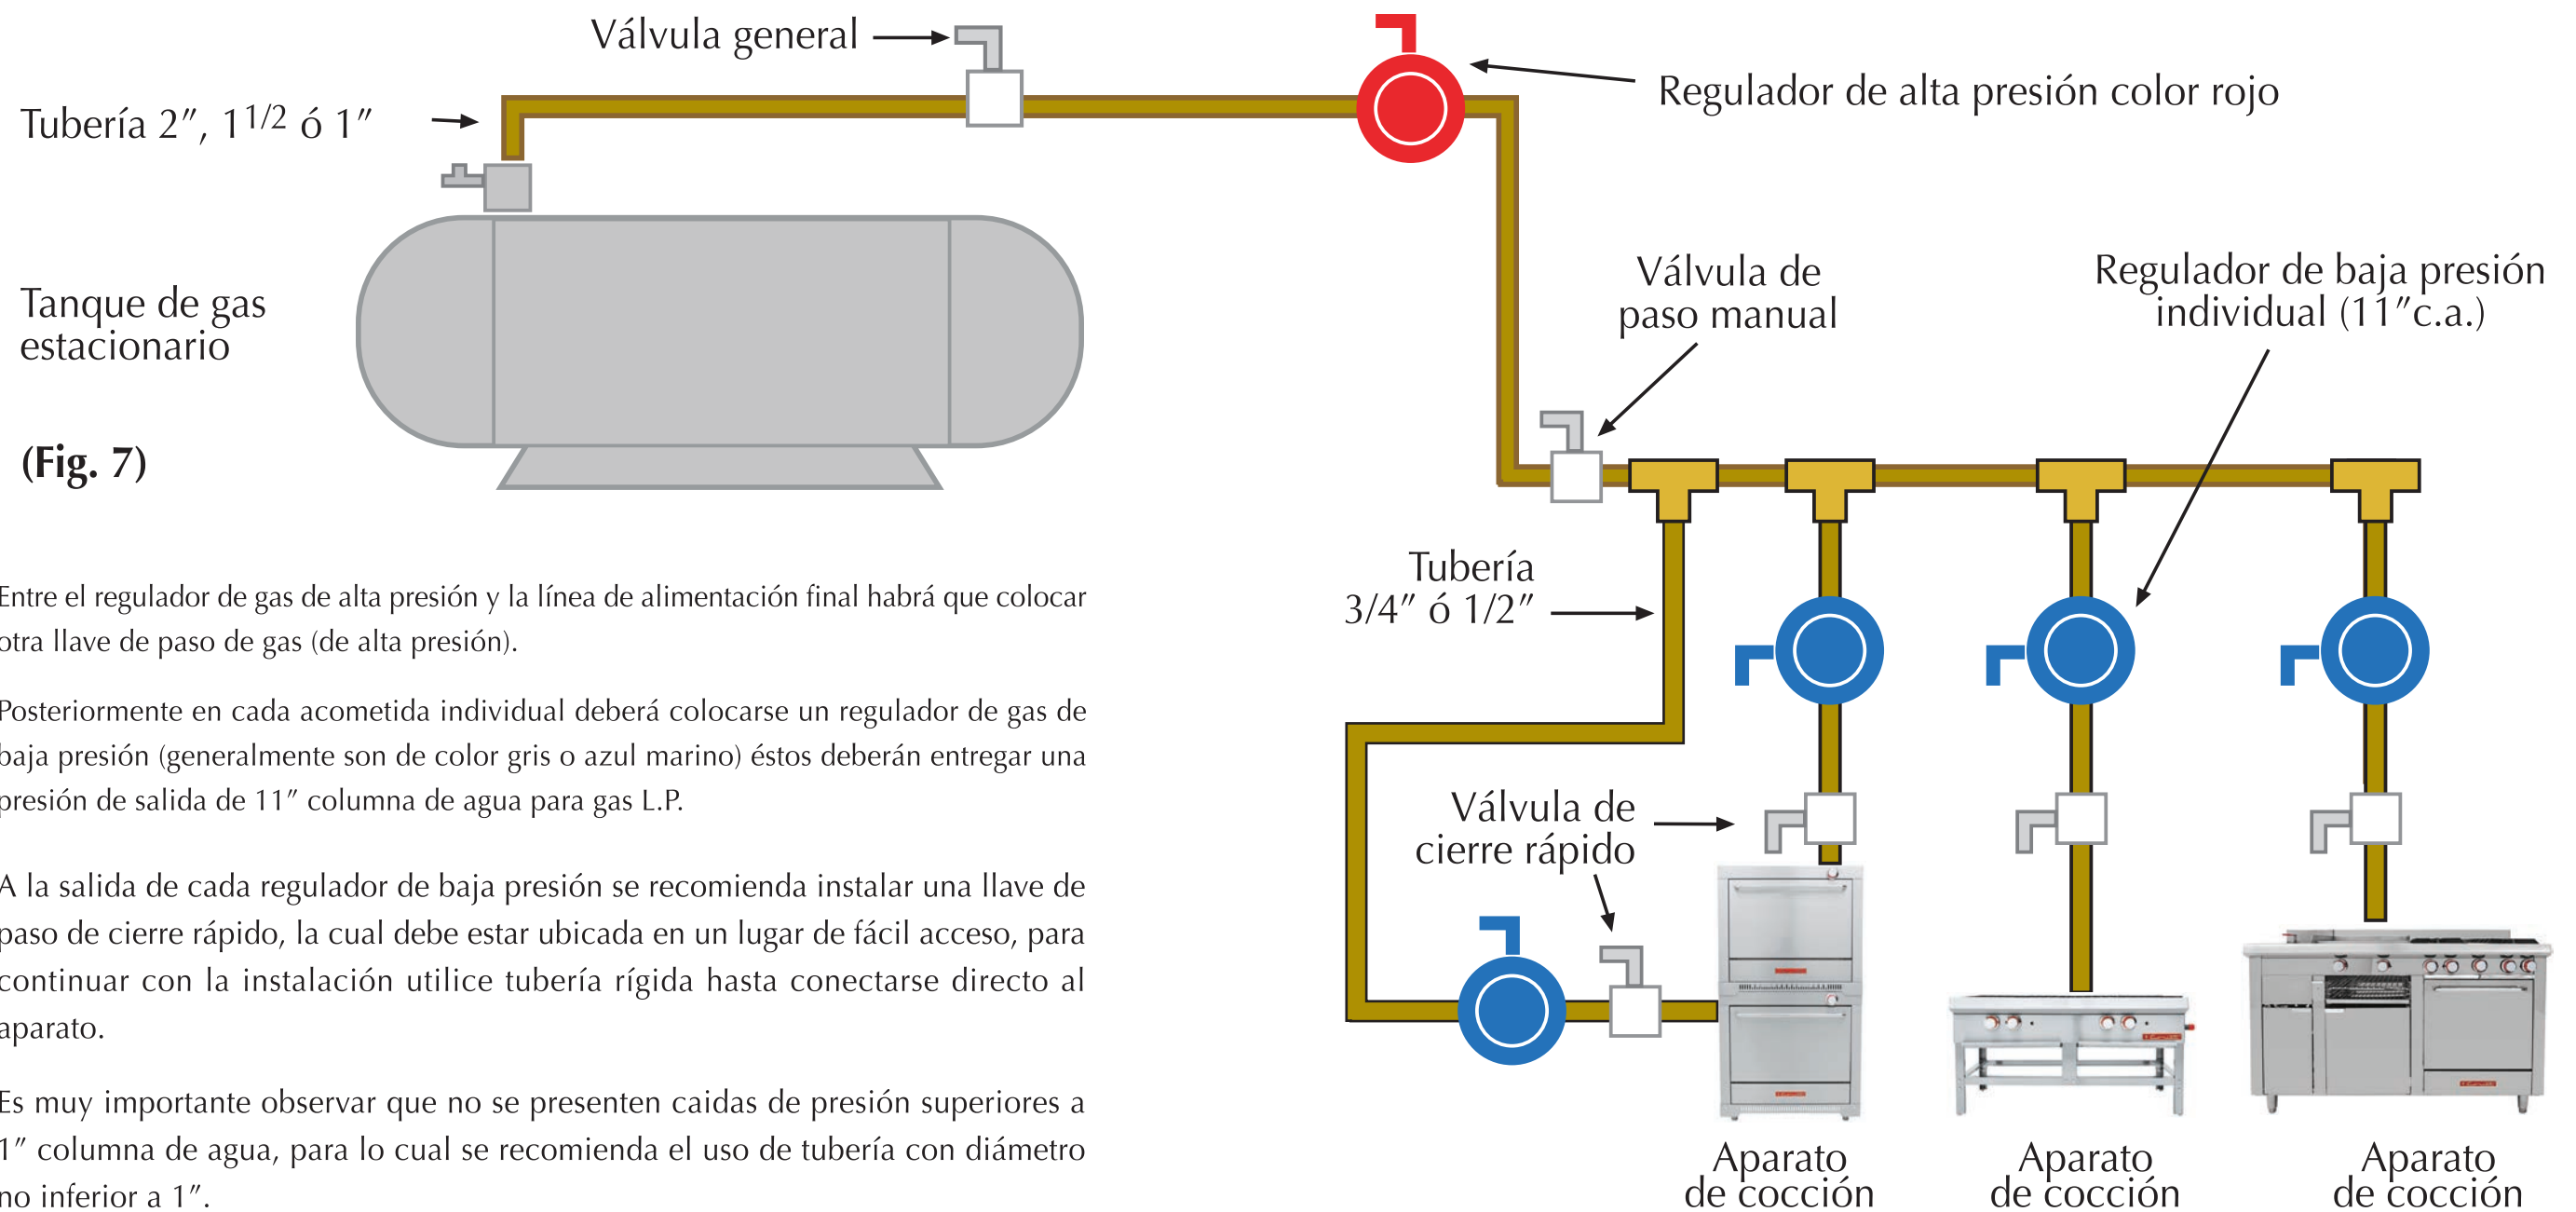 Válvula general
Tubería 2”, 1 1/2 ó 1”
Regulador de alta presión color rojo
Tanque de gas
estacionario
Válvula de
paso manual
Regulador de baja presión
individual (11”c.a.)
(Fig. 7)
Tubería
3/4” ó 1/2”
Entre el regulador de gas de alta presión y la línea de alimentación final habrá que colocar
otra llave de paso de gas (de alta presión).
Posteriormente en cada acometida individual deberá colocarse un regulador de gas de
baja presión (generalmente son de color gris o azul marino) éstos deberán entregar una
presión de salida de 11” columna de agua para gas L.P.
A la salida de cada regulador de baja presión se recomienda instalar una llave de
paso de cierre rápido, la cual debe estar ubicada en un lugar de fácil acceso, para
continuar con la instalación utilice tubería rígida hasta conectarse directo al
aparato.
Es muy importante observar que no se presenten caidas de presión superiores a
1” columna de agua, para lo cual se recomienda el uso de tubería con diámetro
no inferior a 1”.
Válvula de
cierre rápido
Aparato
de cocción
Aparato
de cocción
Aparato
de cocción